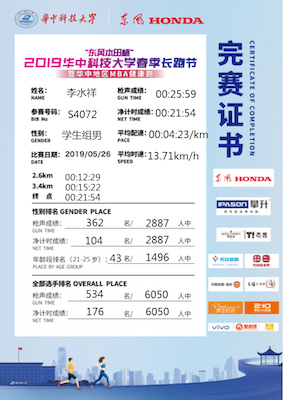 华中科技大学 东风 HONDA
"东风本田杯"
2019华中科技大学春季长跑节
暨华中地区MBA健康跑
完赛证书
CERTIFICATE OF COMPLETION
姓名: NAME 李水祥
枪声成绩: GUN TIME 00:25:59
参赛号码: BIB No S4072
净计时成绩: NET TIME 00:21:54
性别: GENDER 学生组男
平均配速: PACE 00:04:23/km
比赛日期: DATE 2019/05/26
平均时速: SPEED 13.71km/h
2.6km 00:12:29
3.4km 00:15:22
终 点 00:21:54
性别排名 GENDER PLACE
枪声成绩: GUN TIME 362 名/ 2887 人中
净计时成绩: NET TIME 104 名/ 2887 人中
年龄段排名 (21-25 岁) : PLACE BY AGE GROUP 43 名/ 1496 人中
全部选手排名 OVERALL PLACE
枪声成绩: GUN TIME 534 名/ 6050 人中
净计时成绩: NET TIME 176 名/ 6050 人中
东风 HONDA
IPASON 攀升
vivo